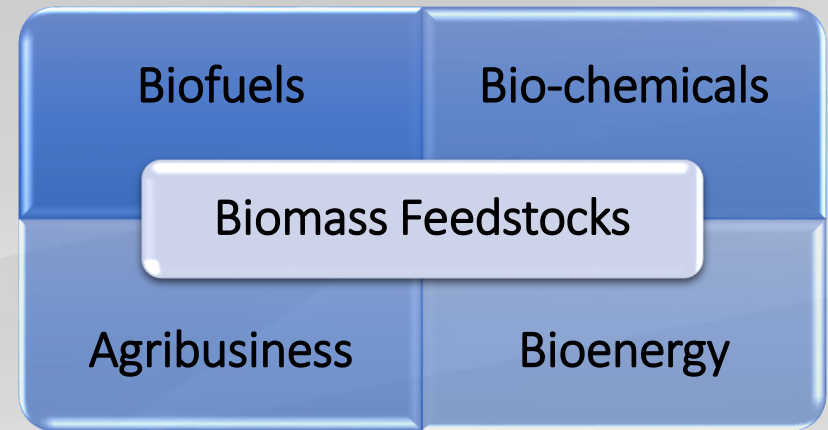 Biofuels
Bio-chemicals
Biomass Feedstocks
Agribusiness
Bioenergy